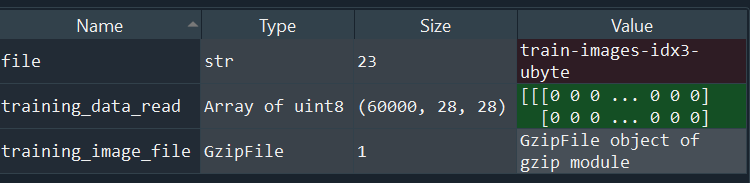 Name Type Size Value
file str 23 train-images-idx3-
ubyte
training_data_read Array of uint8 (60000, 28, 28) [[[0 0 0 ... 0 0 0]
[0 0 0 ... 0 0 0]
training_image_file GzipFile 1 GzipFile object of
gzip module